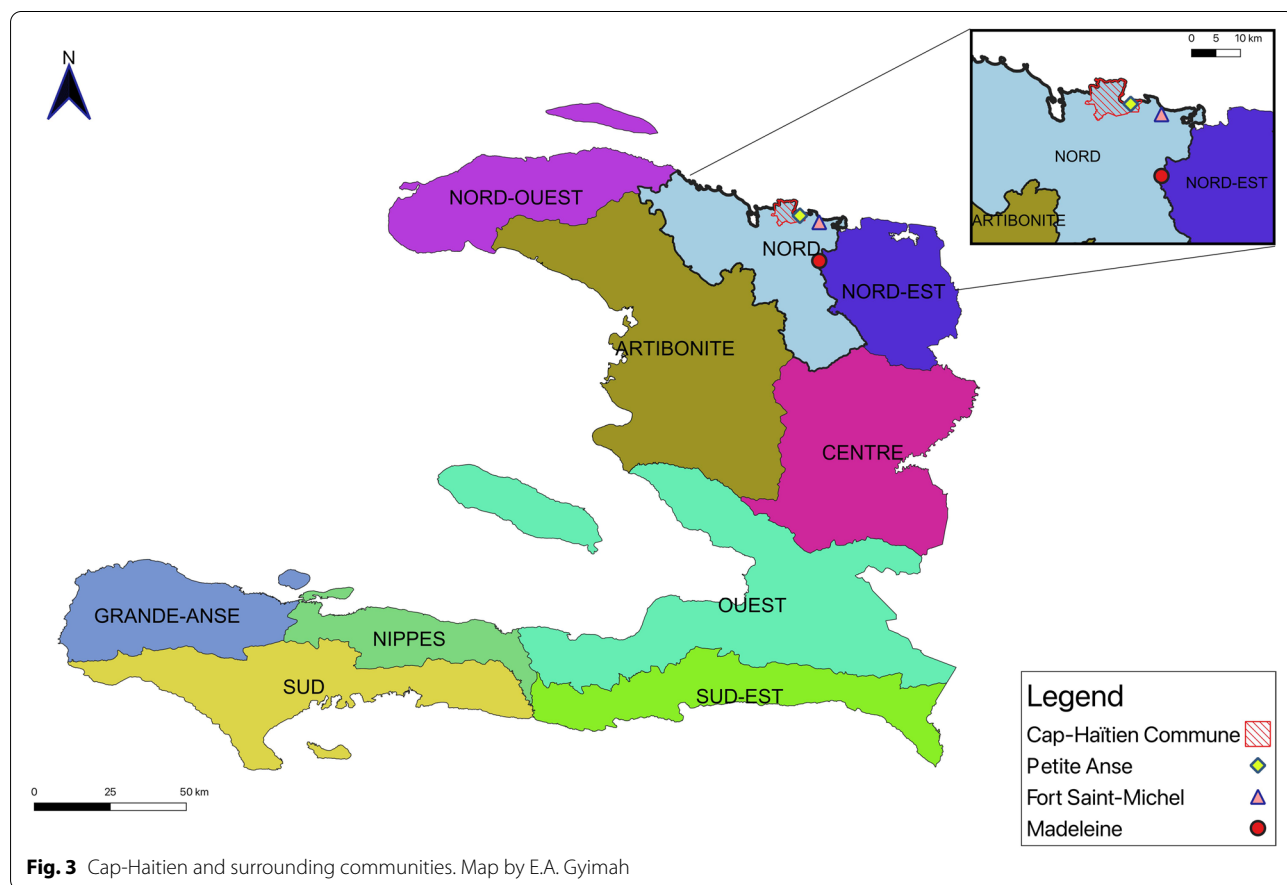 N
0 5 10 km
NORD
NORD-EST
ARTIBONITE
NORD-OUEST
NORD
NORD-EST
ARTIBONITE
CENTRE
OUEST
GRANDE-ANSE
NIPPES
SUD
SUD-EST
Legend
Cap-Haïtien Commune
Petite Anse
Fort Saint-Michel
Madeleine
0 25 50 km
Fig. 3 Cap-Haitien and surrounding communities. Map by E.A. Gyimah